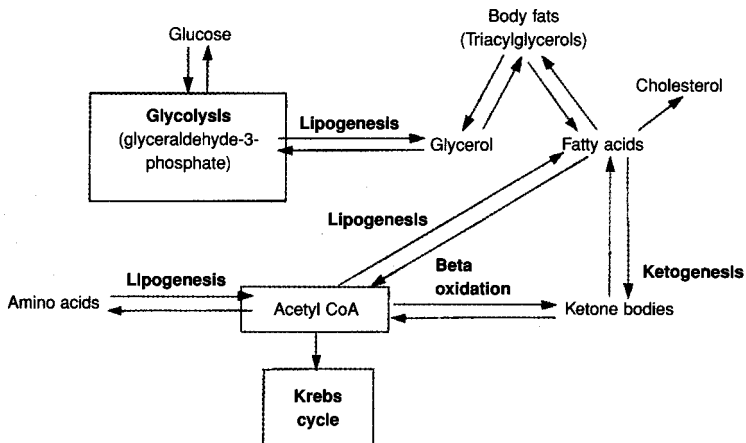 Body fats
(Triacylglycerols)
Glucose
Cholesterol
Glycolysis
(glyceraldehyde-3-
phosphate)
Lipogenesis
Glycerol
Fatty acids
Lipogenesis
Beta
oxidation
Ketogenesis
Lipogenesis
Amino acids
Acetyl CoA
Ketone bodies
Krebs
cycle